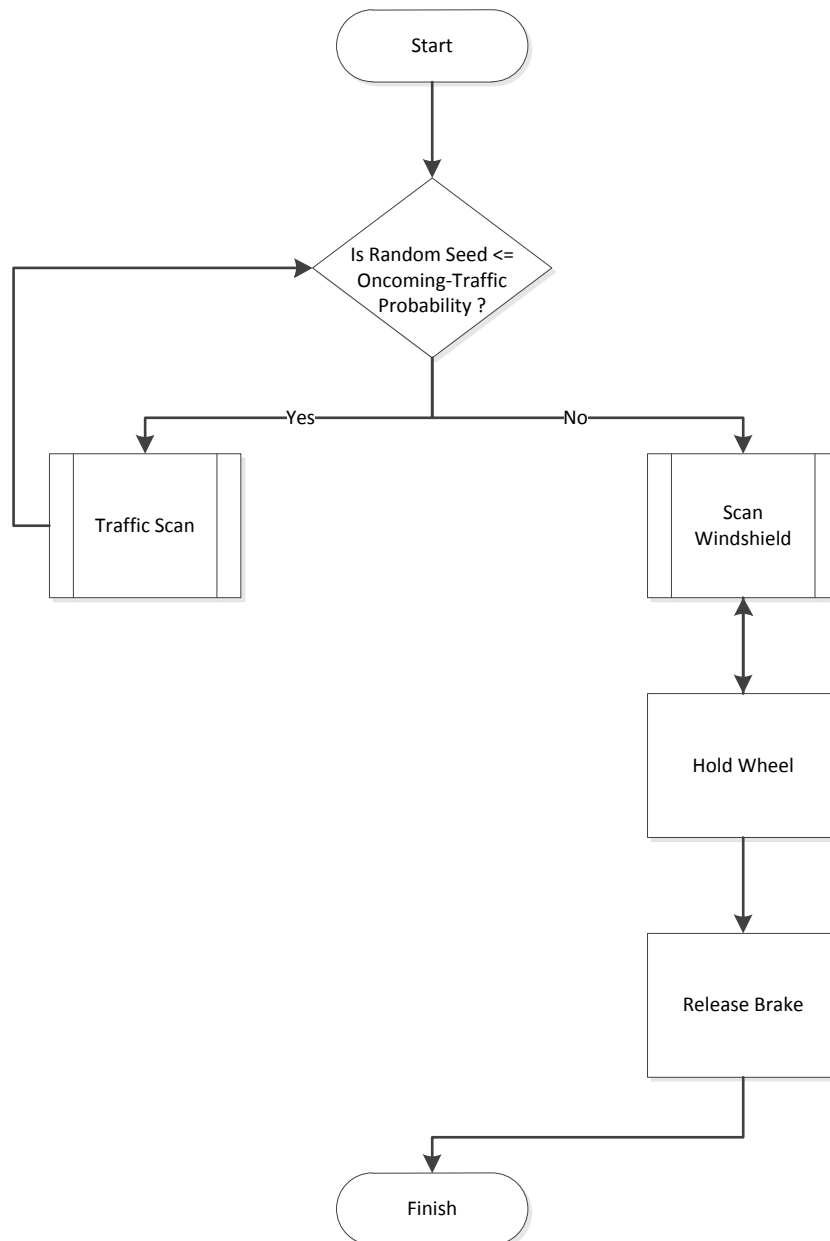 Start
Is Random Seed <=
Oncoming-Traffic
Probability ?
Yes
No
Traffic Scan
Scan
Windshield
Hold Wheel
Release Brake
Finish